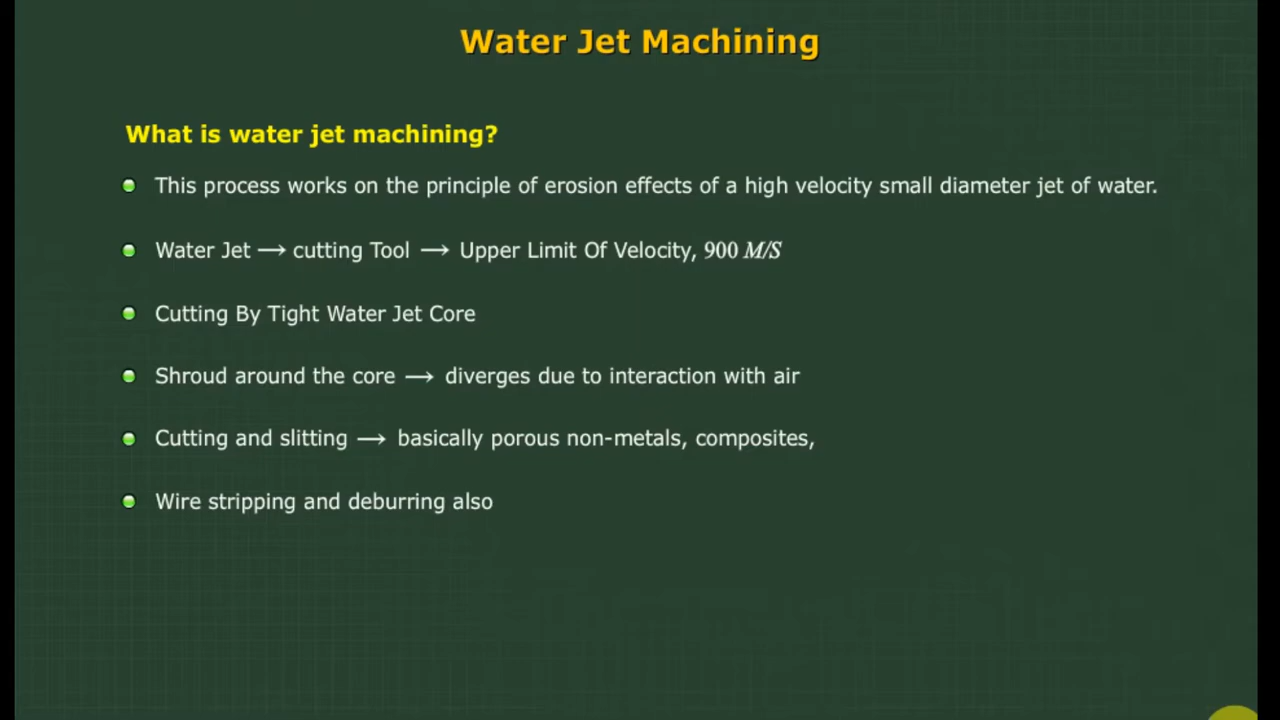 Water Jet Machining
What is water jet machining?
This process works on the principle of erosion effects of a high velocity small diameter jet of water.
Water Jet → cutting Tool → Upper Limit Of Velocity, 900 M/S
Cutting By Tight Water Jet Core
Shroud around the core → diverges due to interaction with air
Cutting and slitting → basically porous non-metals, composites,
Wire stripping and deburring also